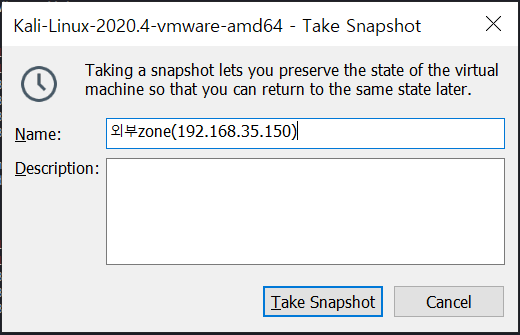 Kali-Linux-2020.4-vmware-amd64 - Take Snapshot
Taking a snapshot lets you preserve the state of the virtual
machine so that you can return to the same state later.
Name:
외부zone(192.168.35.150)
Description:
Take Snapshot
Cancel